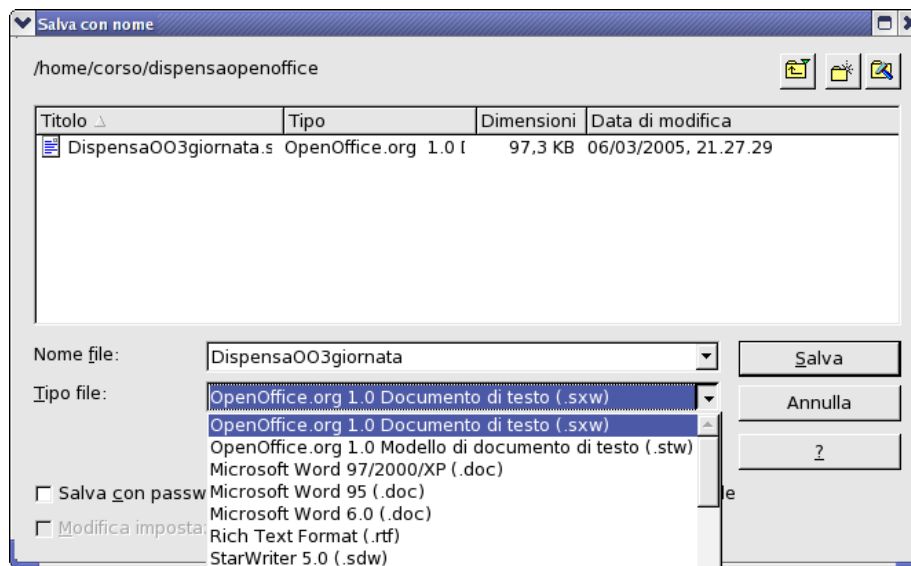 Salva con nome
/home/corso/dispensaopenoffice
Titolo Tipo Dimensioni Data di modifica
DispensaOO3giornata.s OpenOffice.org 1.0 [ 97,3 KB 06/03/2005, 21.27.29
Nome file: DispensaOO3giornata Salva
Tipo file: OpenOffice.org 1.0 Documento di testo (.sxw) Annulla
OpenOffice.org 1.0 Documento di testo (.sxw)
OpenOffice.org 1.0 Modello di documento di testo (.stw) ?
Microsoft Word 97/2000/XP (.doc)
Salva con passw Microsoft Word 95 (.doc) le
Microsoft Word 6.0 (.doc)
Modifica imposta
Rich Text Format (.rtf)
StarWriter 5.0 (.sdw)